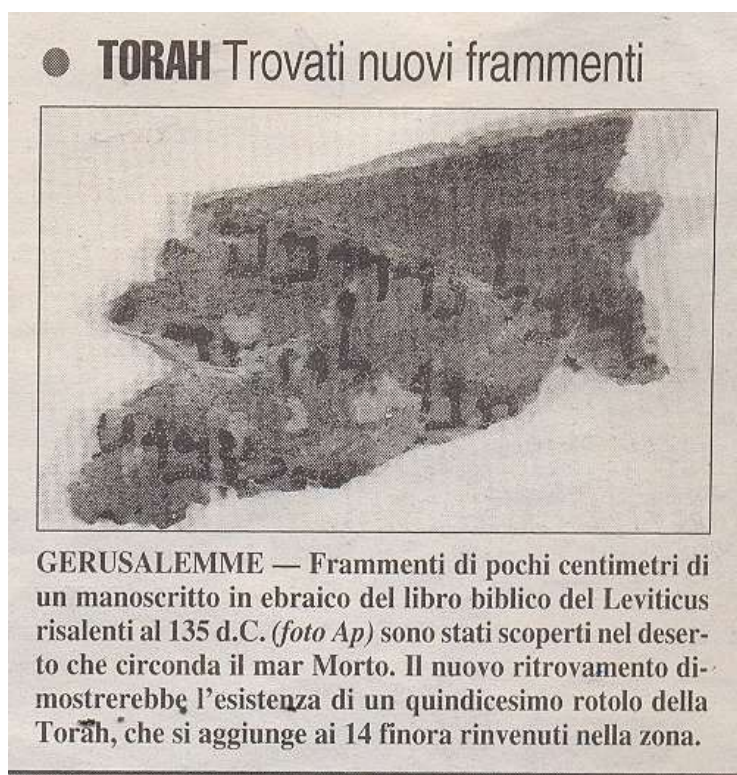 ● TORAH Trovati nuovi frammenti
GERUSALEMME — Frammenti di pochi centimetri di
un manoscritto in ebraico del libro biblico del Leviticus
risalenti al 135 d.C. (foto Ap) sono stati scoperti nel deser-
to che circonda il mar Morto. Il nuovo ritrovamento di-
mostrerebbe l'esistenza di un quindicesimo rotolo della
Torah, che si aggiunge ai 14 finora rinvenuti nella zona.